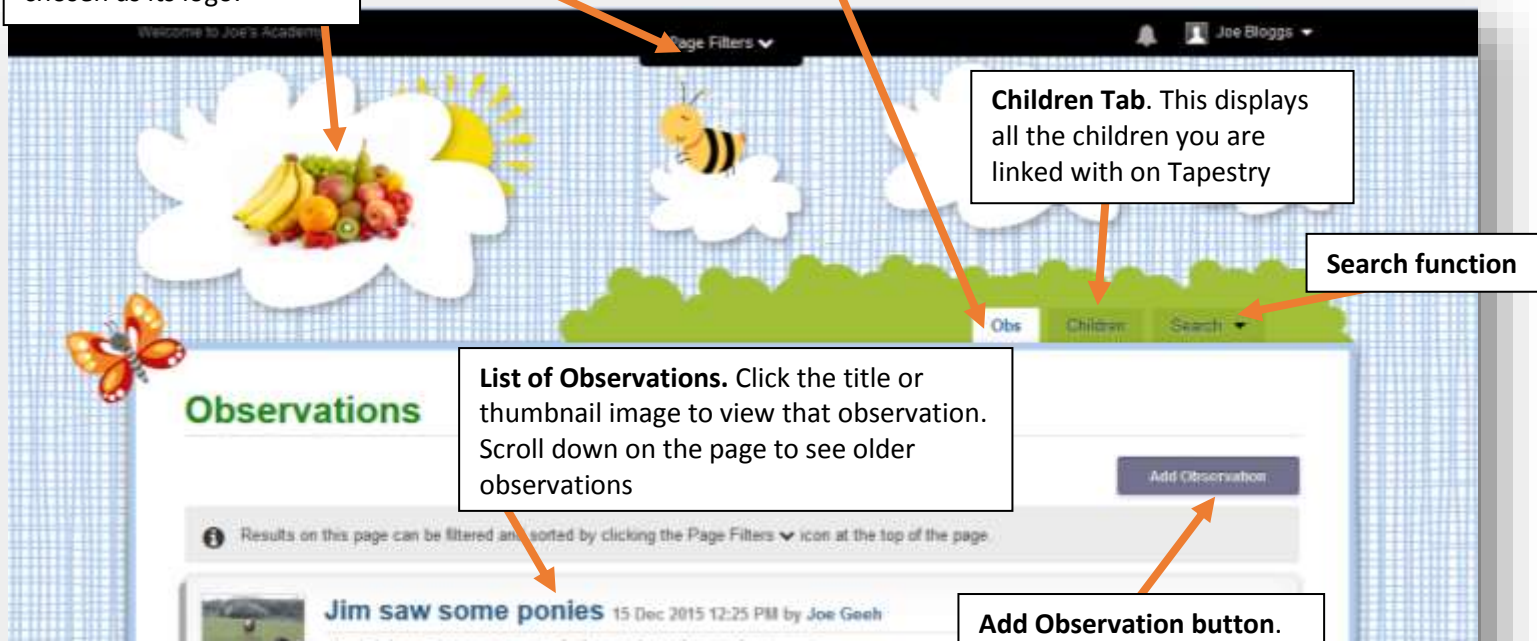 Welcome to Joe's Academy
Page Filters
Joe Bloggs
Children Tab. This displays
all the children you are
linked with on Tapestry
Search function
Obs
Children
Search
List of Observations. Click the title or
thumbnail image to view that observation.
Scroll down on the page to see older
observations
Observations
Add Observation
Results on this page can be filtered and sorted by clicking the Page Filters icon at the top of the page.
Jim saw some ponies 15 Dec 2015 12:25 PM by Joe Geeh
Add Observation button.